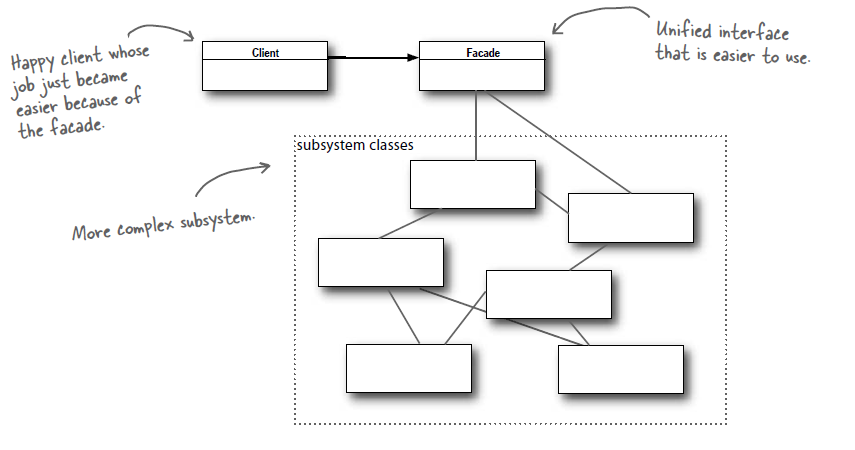 Happy client whose
job just became
easier because of
the facade.
Client
Facade
Unified interface
that is easier to use.
subsystem classes
More complex subsystem.